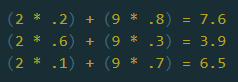 (2 * .2) + (9 * .8) = 7.6
(2 * .6) + (9 * .3) = 3.9
(2 * .1) + (9 * .7) = 6.5